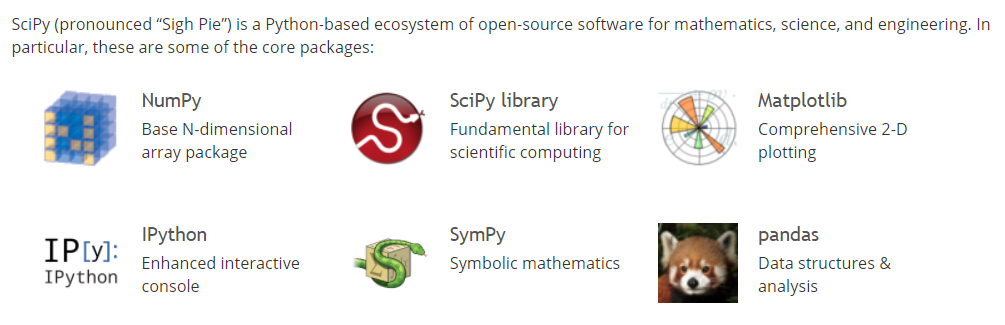 SciPy (pronounced “Sigh Pie”) is a Python-based ecosystem of open-source software for mathematics, science, and engineering. In
particular, these are some of the core packages:
NumPy
Base N-dimensional
array package
SciPy library
Fundamental library for
scientific computing
Matplotlib
Comprehensive 2-D
plotting
IP[y]:
IPython
IPython
Enhanced interactive
console
SymPy
Symbolic mathematics
pandas
Data structures &
analysis